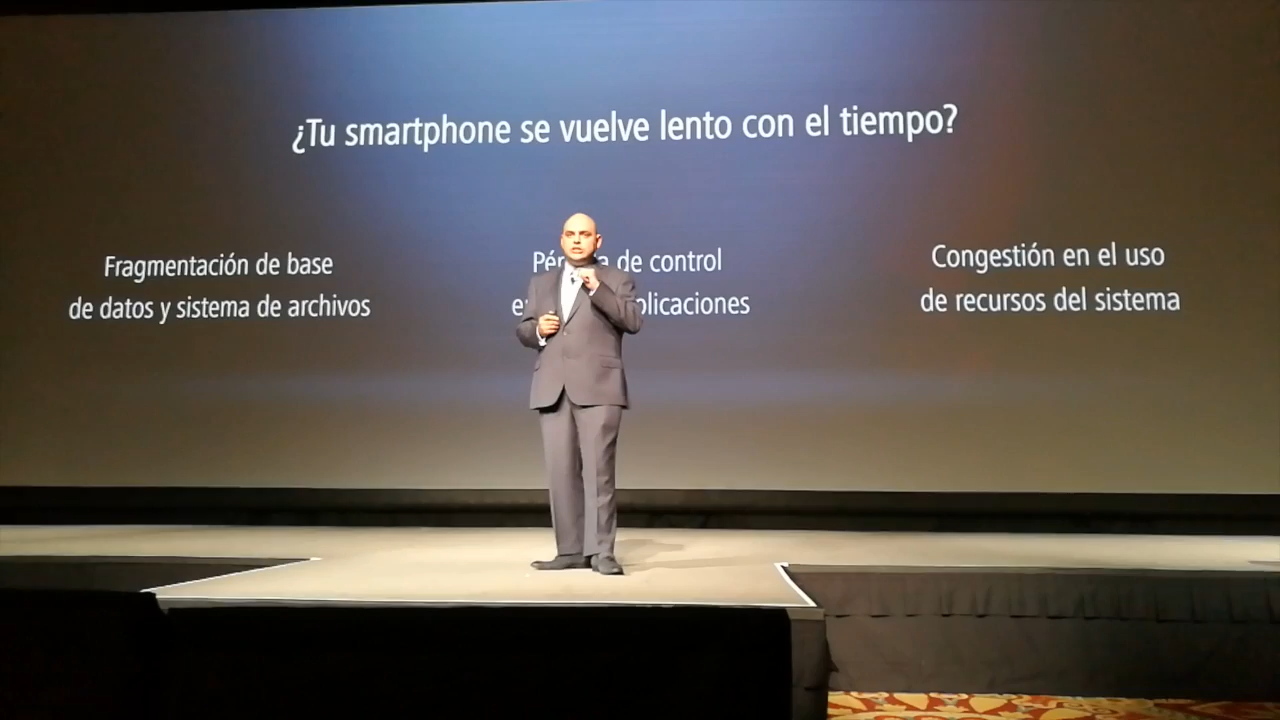 ¿Tu smartphone se vuelve lento con el tiempo?
Fragmentación de base
de datos y sistema de archivos
de control
Congestión en el uso
de recursos del sistema